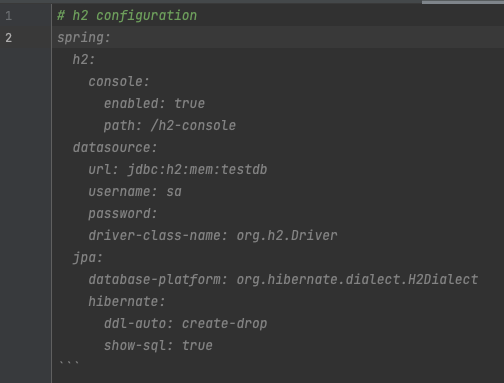 1 # h2 configuration
2 spring:
  h2:
    console:
      enabled: true
      path: /h2-console
  datasource:
    url: jdbc:h2:mem:testdb
    username: sa
    password:
    driver-class-name: org.h2.Driver
  jpa:
    database-platform: org.hibernate.dialect.H2Dialect
    hibernate:
      ddl-auto: create-drop
      show-sql: true
```